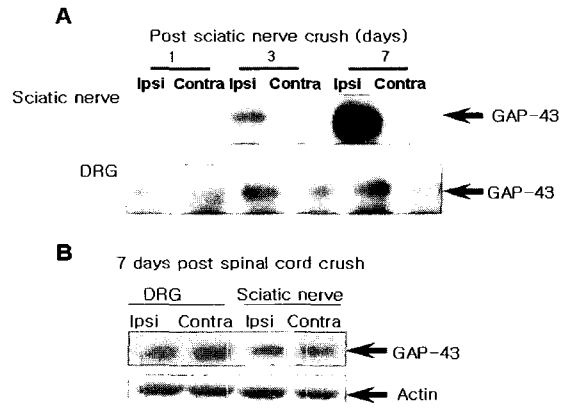 A
Post sciatic nerve crush (days)
1 3 7
Ipsi Contra Ipsi Contra Ipsi Contra
Sciatic nerve
GAP-43
DRG
GAP-43
B
7 days post spinal cord crush
DRG Sciatic nerve
Ipsi Contra Ipsi Contra
GAP-43
Actin